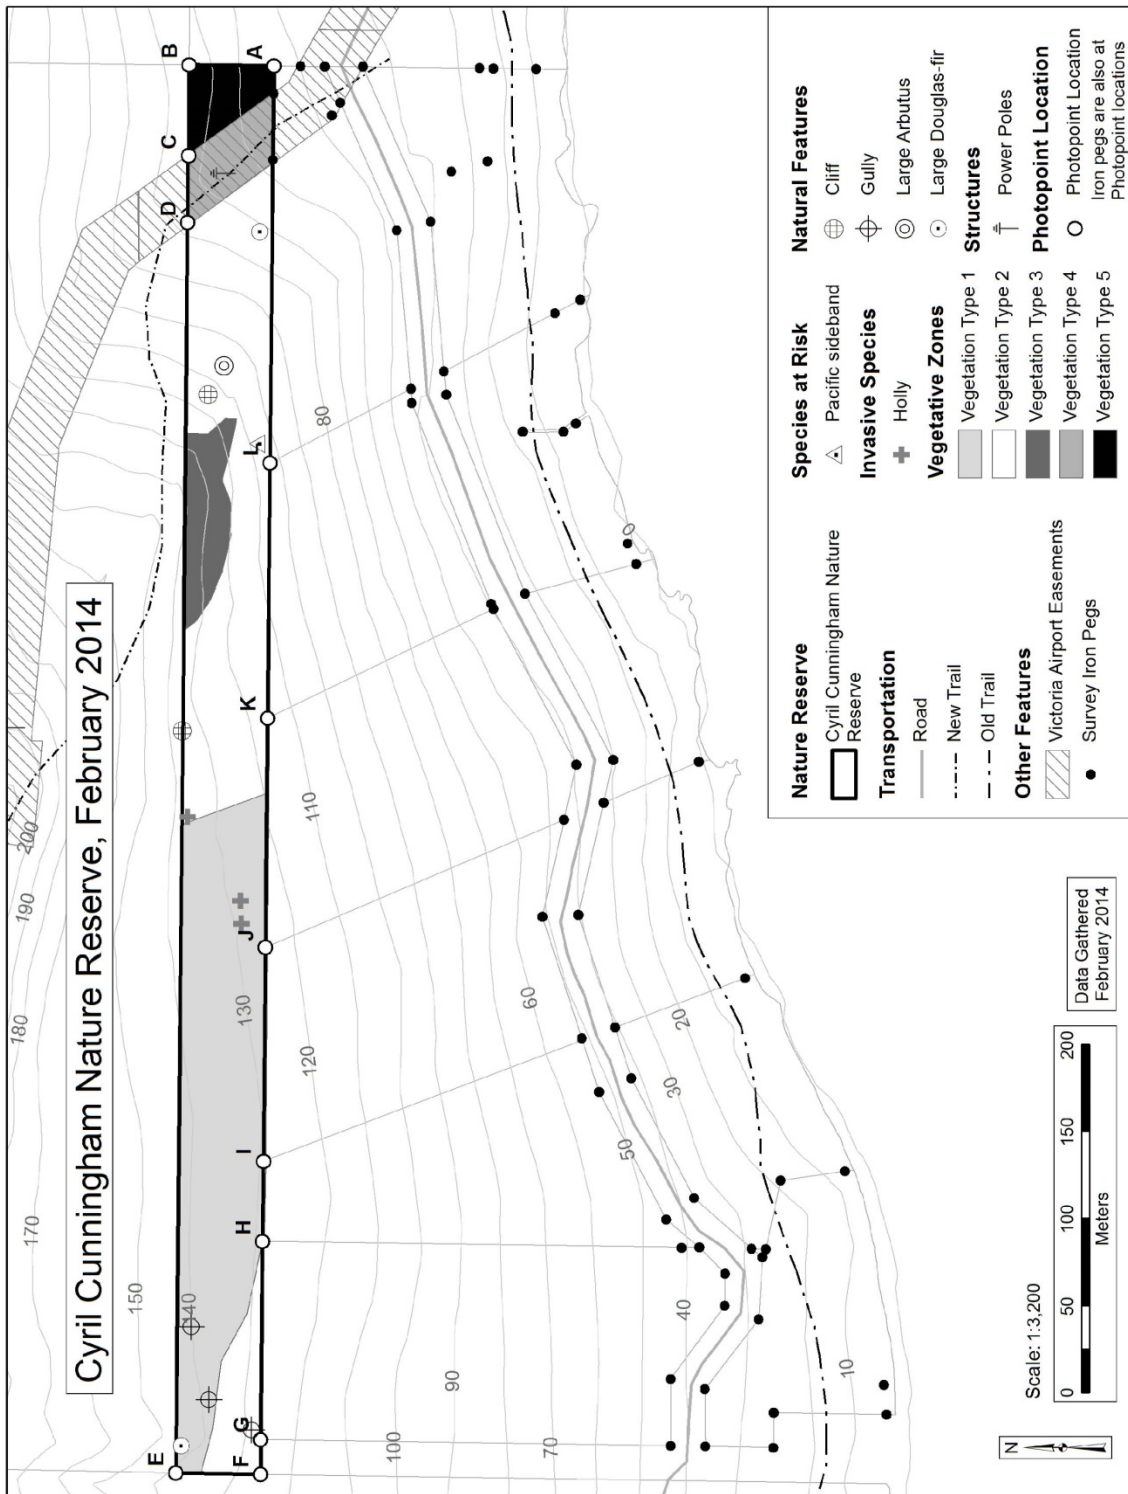 Cyril Cunningham Nature Reserve, February 2014
E
F
G
H
I
J
K
L
D
C
B
A
170
180
190
200
150
140
130
120
110
100
90
80
70
60
50
40
30
20
10
0
N
Scale: 1:3,200
0 50 100 150 200
Meters
Data Gathered
February 2014
Nature Reserve
Cyril Cunningham Nature
Reserve
Transportation
Road
New Trail
Old Trail
Other Features
Victoria Airport Easements
Survey Iron Pegs
Species at Risk
Pacific sideband
Invasive Species
Holly
Vegetative Zones
Vegetation Type 1
Vegetation Type 2
Vegetation Type 3
Vegetation Type 4
Vegetation Type 5
Natural Features
Cliff
Gully
Large Arbutus
Large Douglas-fir
Structures
Power Poles
Photopoint Location
Photopoint Location
Iron pegs are also at
Photopoint locations